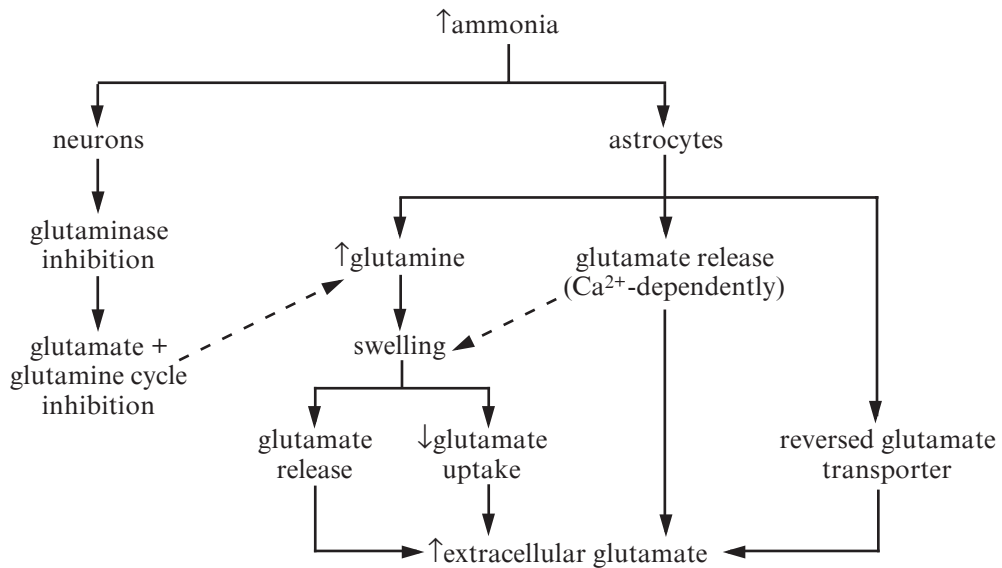 ↑ammonia
neurons
astrocytes
glutaminase
inhibition
↑glutamine
glutamate release
(Ca²⁺-dependently)
glutamate +
glutamine cycle
inhibition
swelling
glutamate
release
↓glutamate
uptake
reversed glutamate
transporter
↑extracellular glutamate